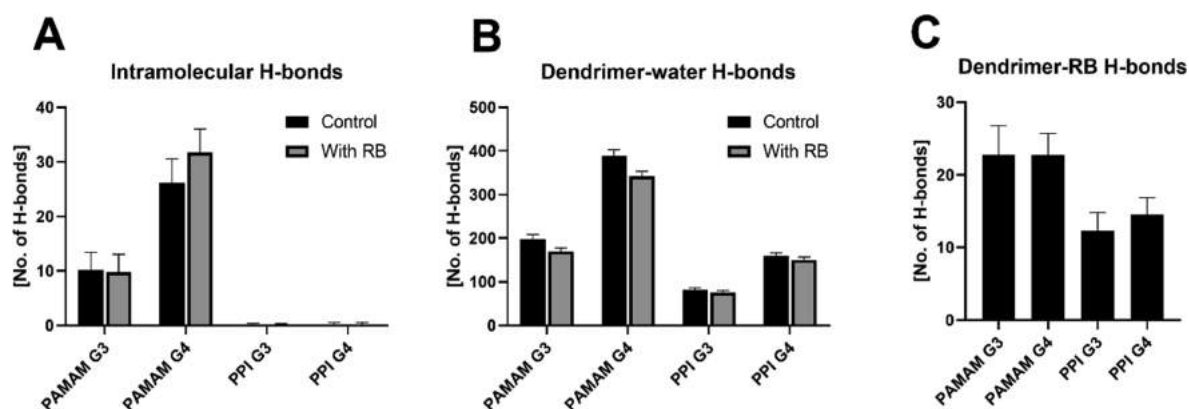 A
Intramolecular H-bonds
[No. of H-bonds]
40
30
20
10
0
Control
With RB
PAMAM G3
PAMAM G4
PPI G3
PPI G4
B
Dendrimer-water H-bonds
[No. of H-bonds]
500
400
300
200
100
0
Control
With RB
PAMAM G3
PAMAM G4
PPI G3
PPI G4
C
Dendrimer-RB H-bonds
[No. of H-bonds]
30
20
10
0
PAMAM G3
PAMAM G4
PPI G3
PPI G4